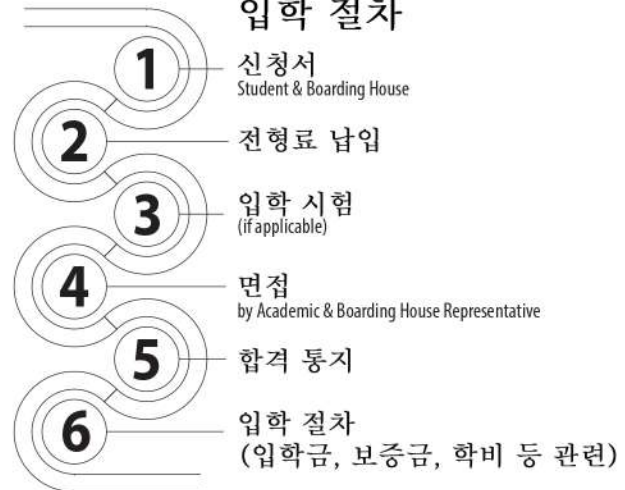 입학 절차
1
신청서
Student & Boarding House
2
전형료 납입
3
입학 시험
(if applicable)
4
면접
by Academic & Boarding House Representative
5
합격 통지
6
입학 절차
(입학금, 보증금, 학비 등 관련)